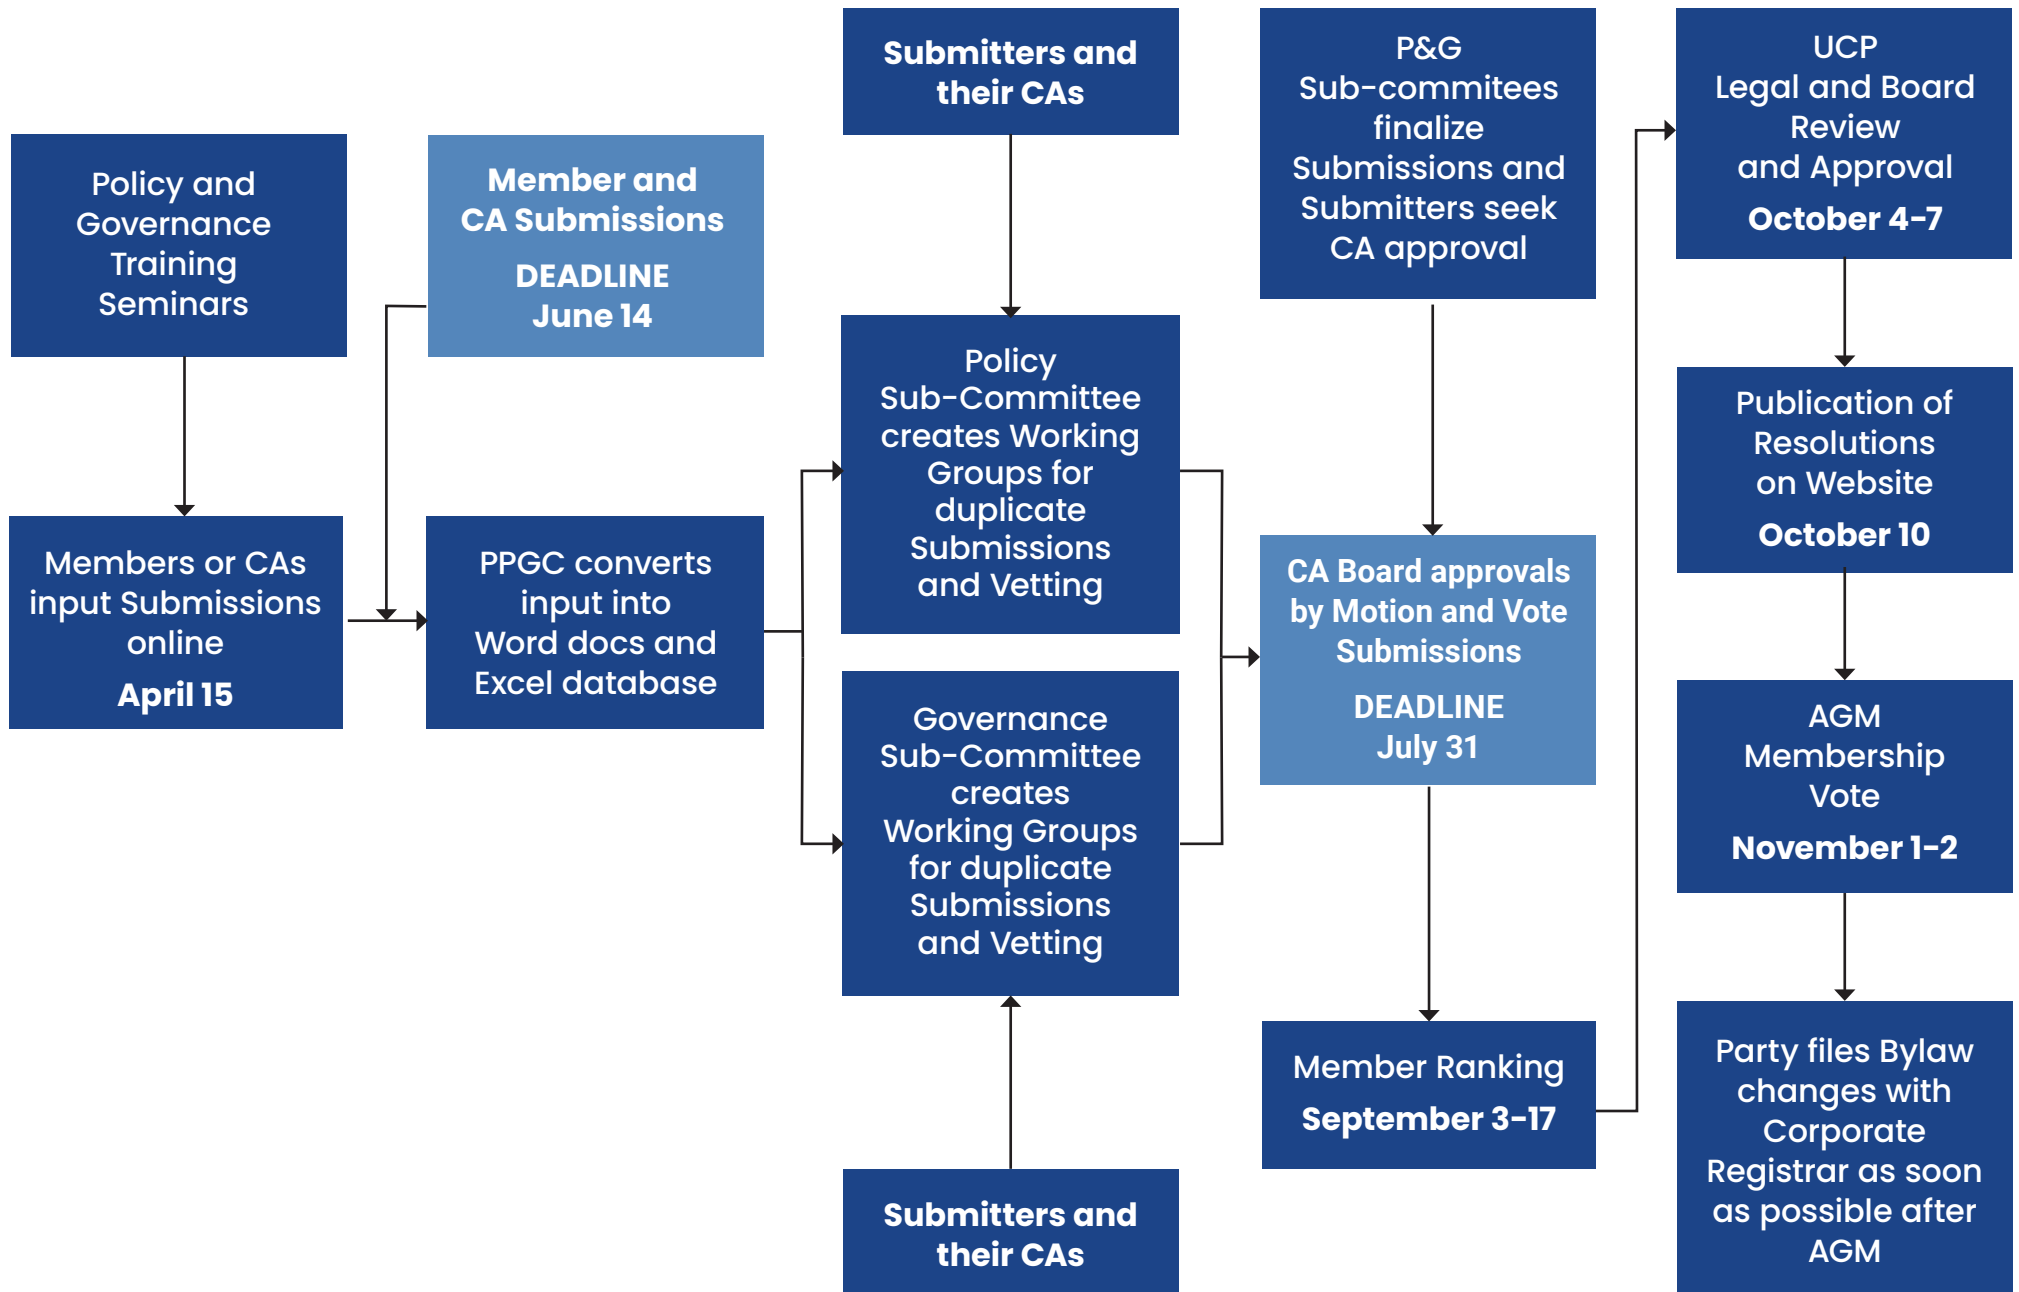 Policy and
Governance
Training
Seminars
Members or CAs
input Submissions
online
April 15
Member and
CA Submissions
DEADLINE
June 14
PPGC converts
input into
Word docs and
Excel database
Submitters and
their CAs
Policy
Sub-Committee
creates Working
Groups for
duplicate
Submissions
and Vetting
Governance
Sub-Committee
creates
Working Groups
for duplicate
Submissions
and Vetting
Submitters and
their CAs
P&G
Sub-commitees
finalize
Submissions and
Submitters seek
CA approval
CA Board approvals
by Motion and Vote
Submissions
DEADLINE
July 31
Member Ranking
September 3-17
UCP
Legal and Board
Review
and Approval
October 4-7
Publication of
Resolutions
on Website
October 10
AGM
Membership
Vote
November 1-2
Party files Bylaw
changes with
Corporate
Registrar as soon
as possible after
AGM